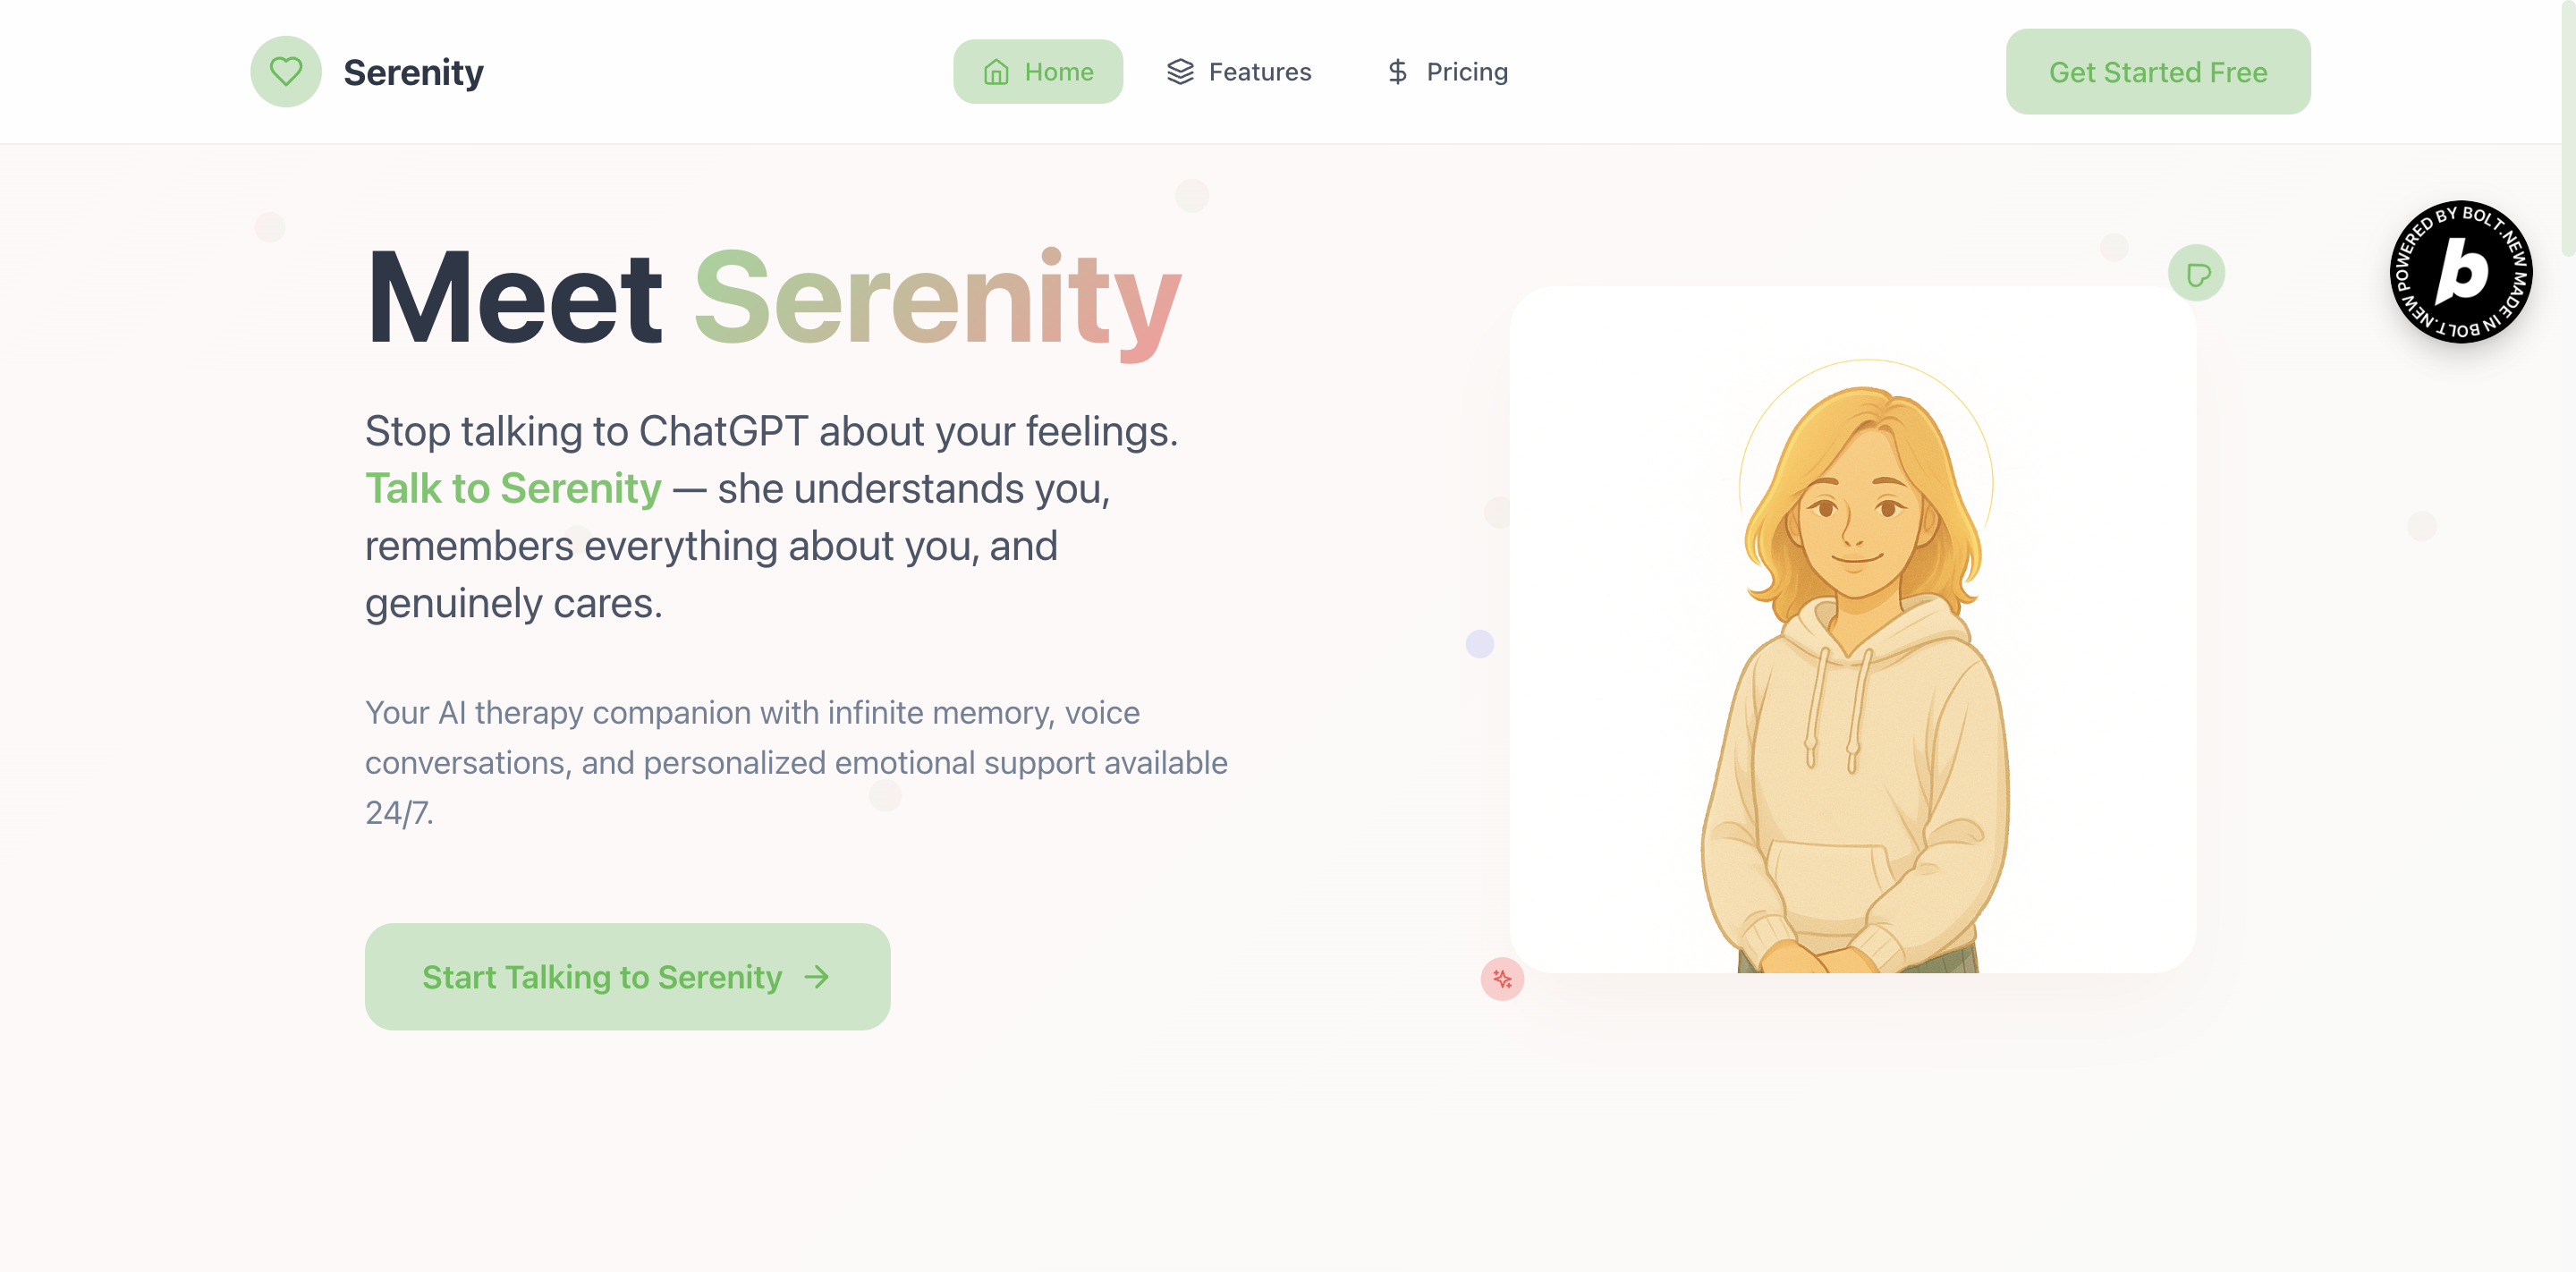 Serenity
Home
Features
Pricing
Get Started Free
POWERED BY BOLT.NEW MADE IN BOLT.NEW
b
Meet Serenity
Stop talking to ChatGPT about your feelings.
Talk to Serenity — she understands you,
remembers everything about you, and
genuinely cares.
Your AI therapy companion with infinite memory, voice
conversations, and personalized emotional support available
24/7.
Start Talking to Serenity